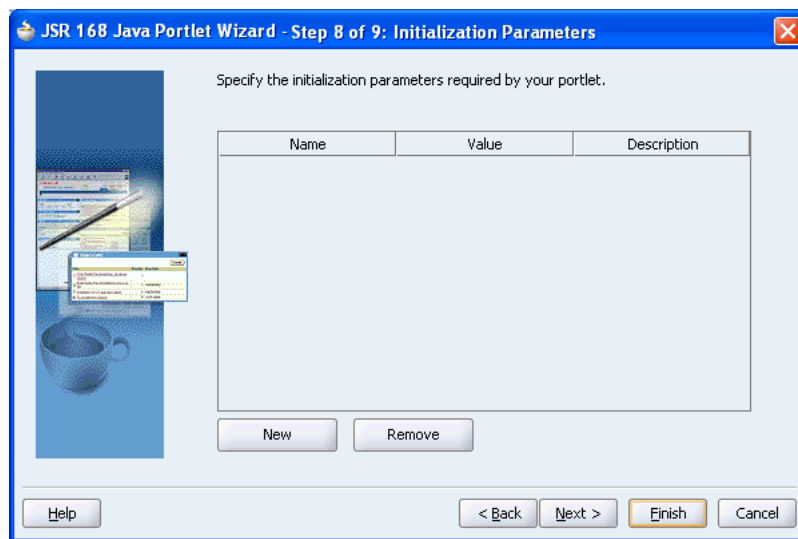 JSR 168 Java Portlet Wizard - Step 8 of 9: Initialization Parameters
Specify the initialization parameters required by your portlet.
Name Value Description
New Remove
Help < Back Next > Finish Cancel